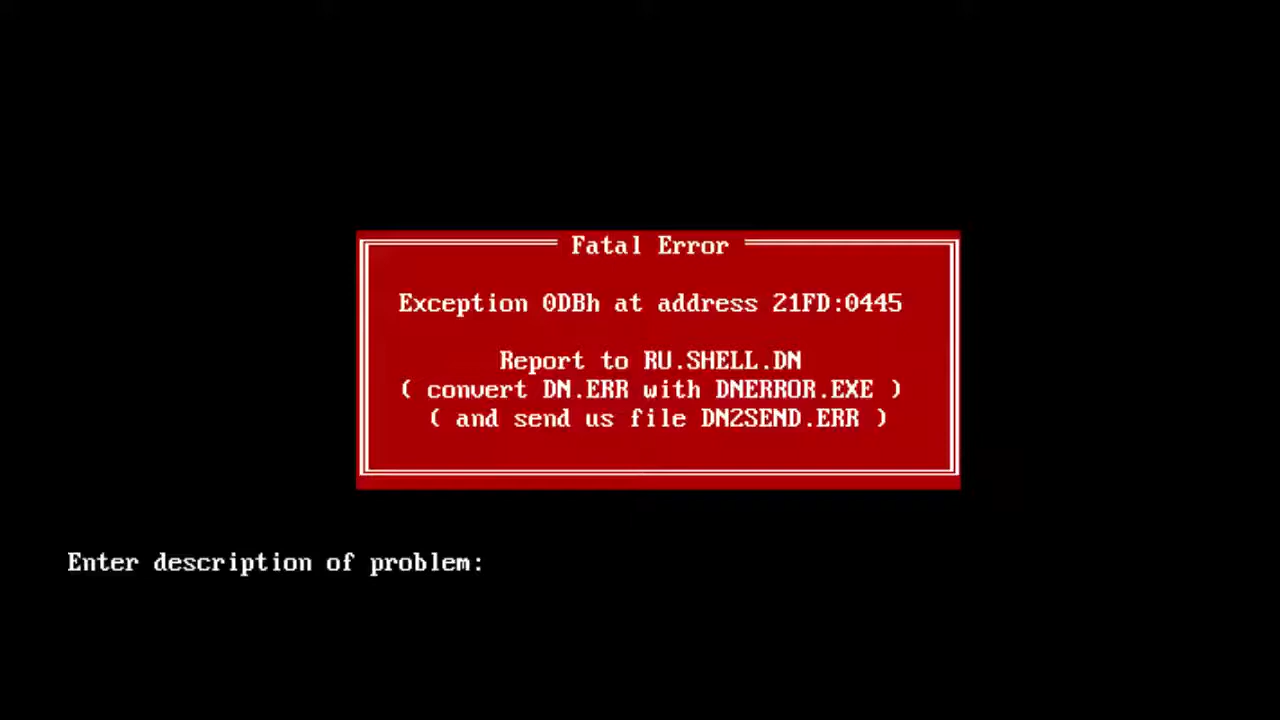 Fatal Error
Exception 0DBh at address 21FD:0445
Report to RU.SHELL.DN
( convert DN.ERR with DNERROR.EXE )
( and send us file DN2SEND.ERR )
Enter description of problem: